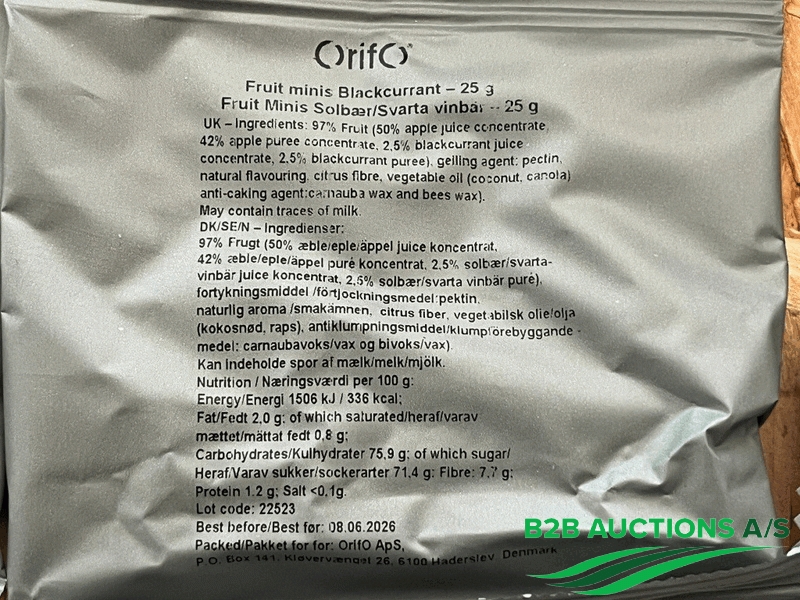 OrifO
Fruit minis Blackcurrant – 25 g
Fruit Minis Solbær/Svarta vinbär -- 25 g
UK – Ingredients: 97% Fruit (50% apple juice concentrate,
42% apple puree concentrate, 2,5% blackcurrant juice
concentrate, 2,5% blackcurrant puree), gelling agent: pectin,
natural flavouring, citrus fibre, vegetable oil (coconut, canola)
anti-caking agent:carnauba wax and bees wax).
May contain traces of milk.
DK/SE/N – Ingredienser:
97% Frugt (50% æble/eple/äppel juice koncentrat,
42% æble/eple/äppel puré koncentrat, 2,5% solbær/svarta-
vinbär juice koncentrat, 2,5% solbær/svarta vinbär puré),
fortykningsmiddel /förtjockningsmedel:pektin,
naturlig aroma /smakämnen, citrus fiber, vegetabilsk olie/olja
(kokosnød, raps), antiklumpningsmiddel/klumpförebyggande -
medel: carnaubavoks/vax og bivoks/vax).
Kan indeholde spor af mælk/melk/mjölk.
Nutrition / Næringsværdi per 100 g:
Energy/Energi 1506 kJ / 336 kcal;
Fat/Fedt 2,0 g; of which saturated/heraf/varav
mættet/mättat fedt 0,8 g;
Carbohydrates/Kulhydrater 75,9 g; of which sugar/
Heraf/Varav sukker/sockerarter 71,4 g: Fibre: 7,7 g;
Protein 1.2 g; Salt <0,1g.
Lot code: 22523
Best before/Best før: 08.06.2026
Packed/Pakket for for: OrifO ApS,
P.O. Box 141, Kløvervænget 26, 6100 Haderslev, Denmark
B2B AUCTIONS A/S